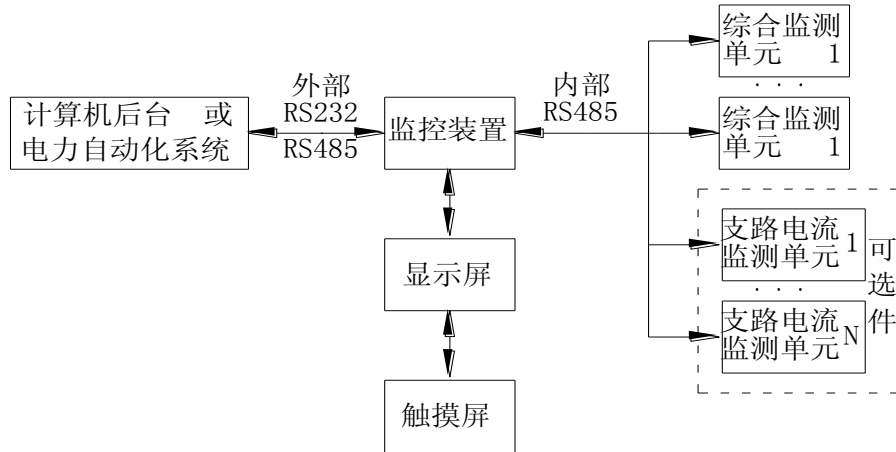 综合监测
单元 1
· · ·
综合监测
单元 1
外部
RS232
RS485
内部
RS485
计算机后台 或
电力自动化系统
监控装置
支路电流
监测单元 1
· · ·
支路电流
监测单元 N
可
选
件
显示屏
触摸屏